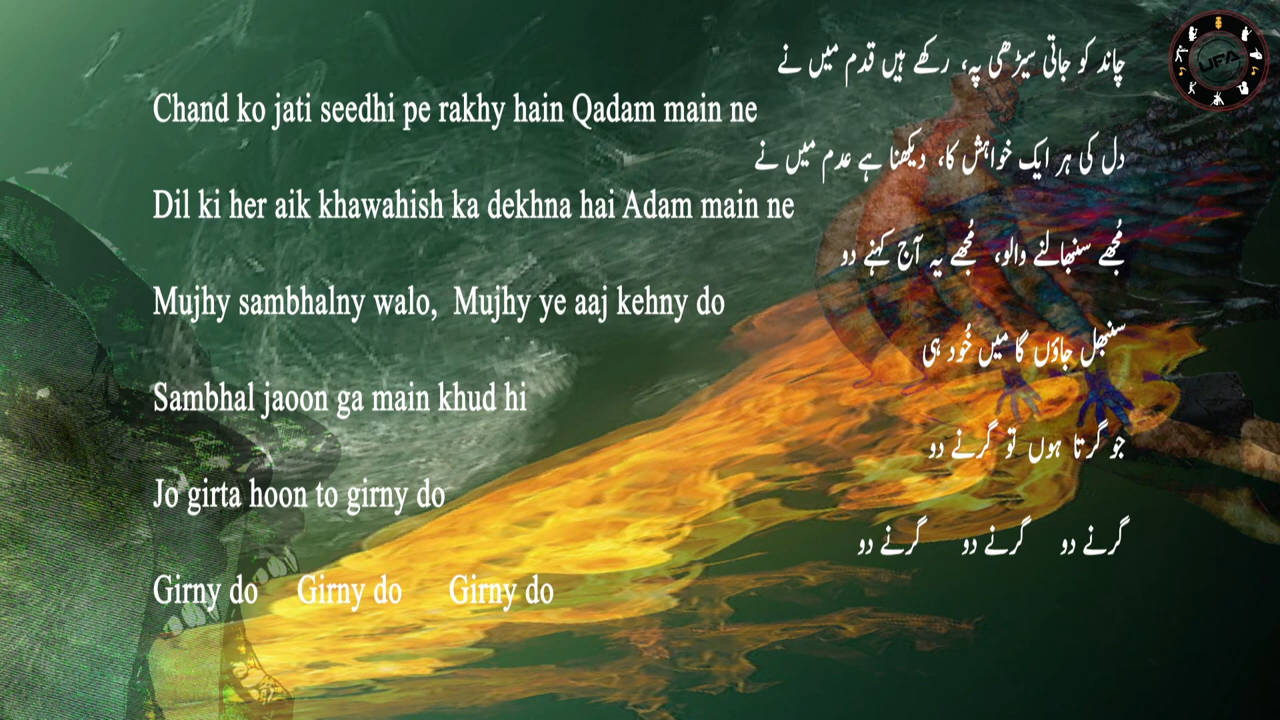 چاند کو جاتی سیڑھی پہ، رکھے ہیں قدم میں نے
Chand ko jati seedhi pe rakhy hain Qadam main ne
دل کی ہر ایک خواہش کا، دیکھنا ہے عدم میں نے
Dil ki her aik khawahish ka dekhna hai Adam main ne
مُجھے سنبھالنے والو، مُجھے یہ آج کہنے دو
Mujhy sambhalny walo, Mujhy ye aaj kehny do
سنبھل جاؤں گا میں خُود ہی
Sambhal jaoon ga main khud hi
جو گرتا ہوں تو گرنے دو
Jo girta hoon to girny do
گرنے دو گرنے دو گرنے دو
Girny do Girny do Girny do
UFA